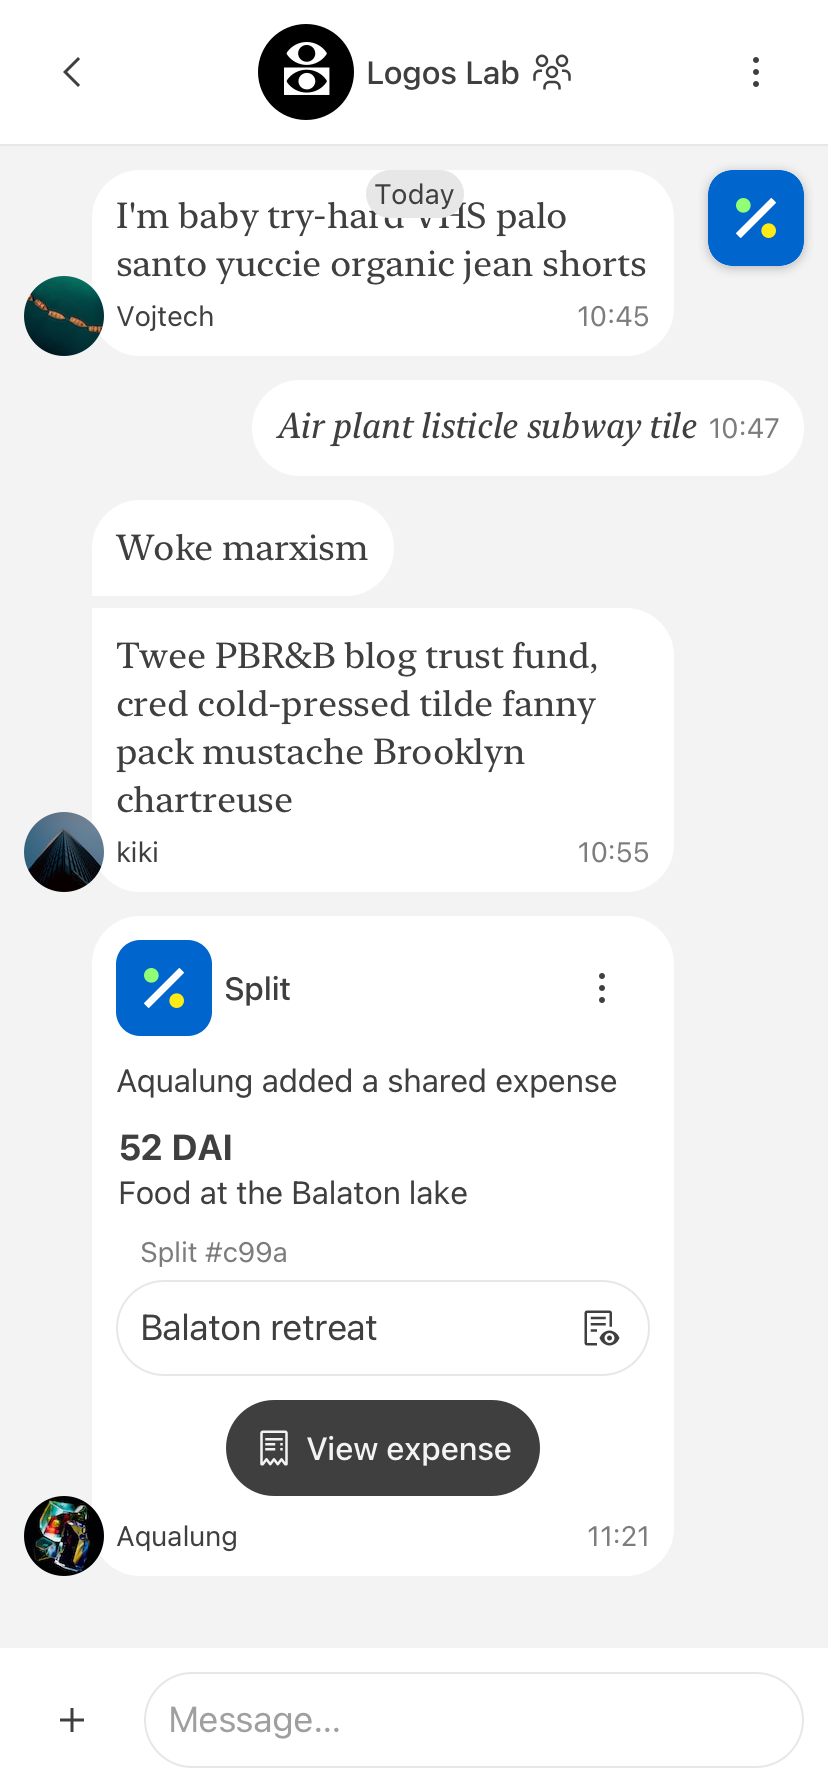 Logos Lab
Today
I'm baby try-hard VHS palo
santo yuccie organic jean shorts
Vojtech 10:45
Air plant listicle subway tile 10:47
Woke marxism
Twee PBR&B blog trust fund,
cred cold-pressed tilde fanny
pack mustache Brooklyn
chartreuse
kiki 10:55
Split
Aqualung added a shared expense
52 DAI
Food at the Balaton lake
Split #c99a
Balaton retreat
View expense
Aqualung 11:21
Message...